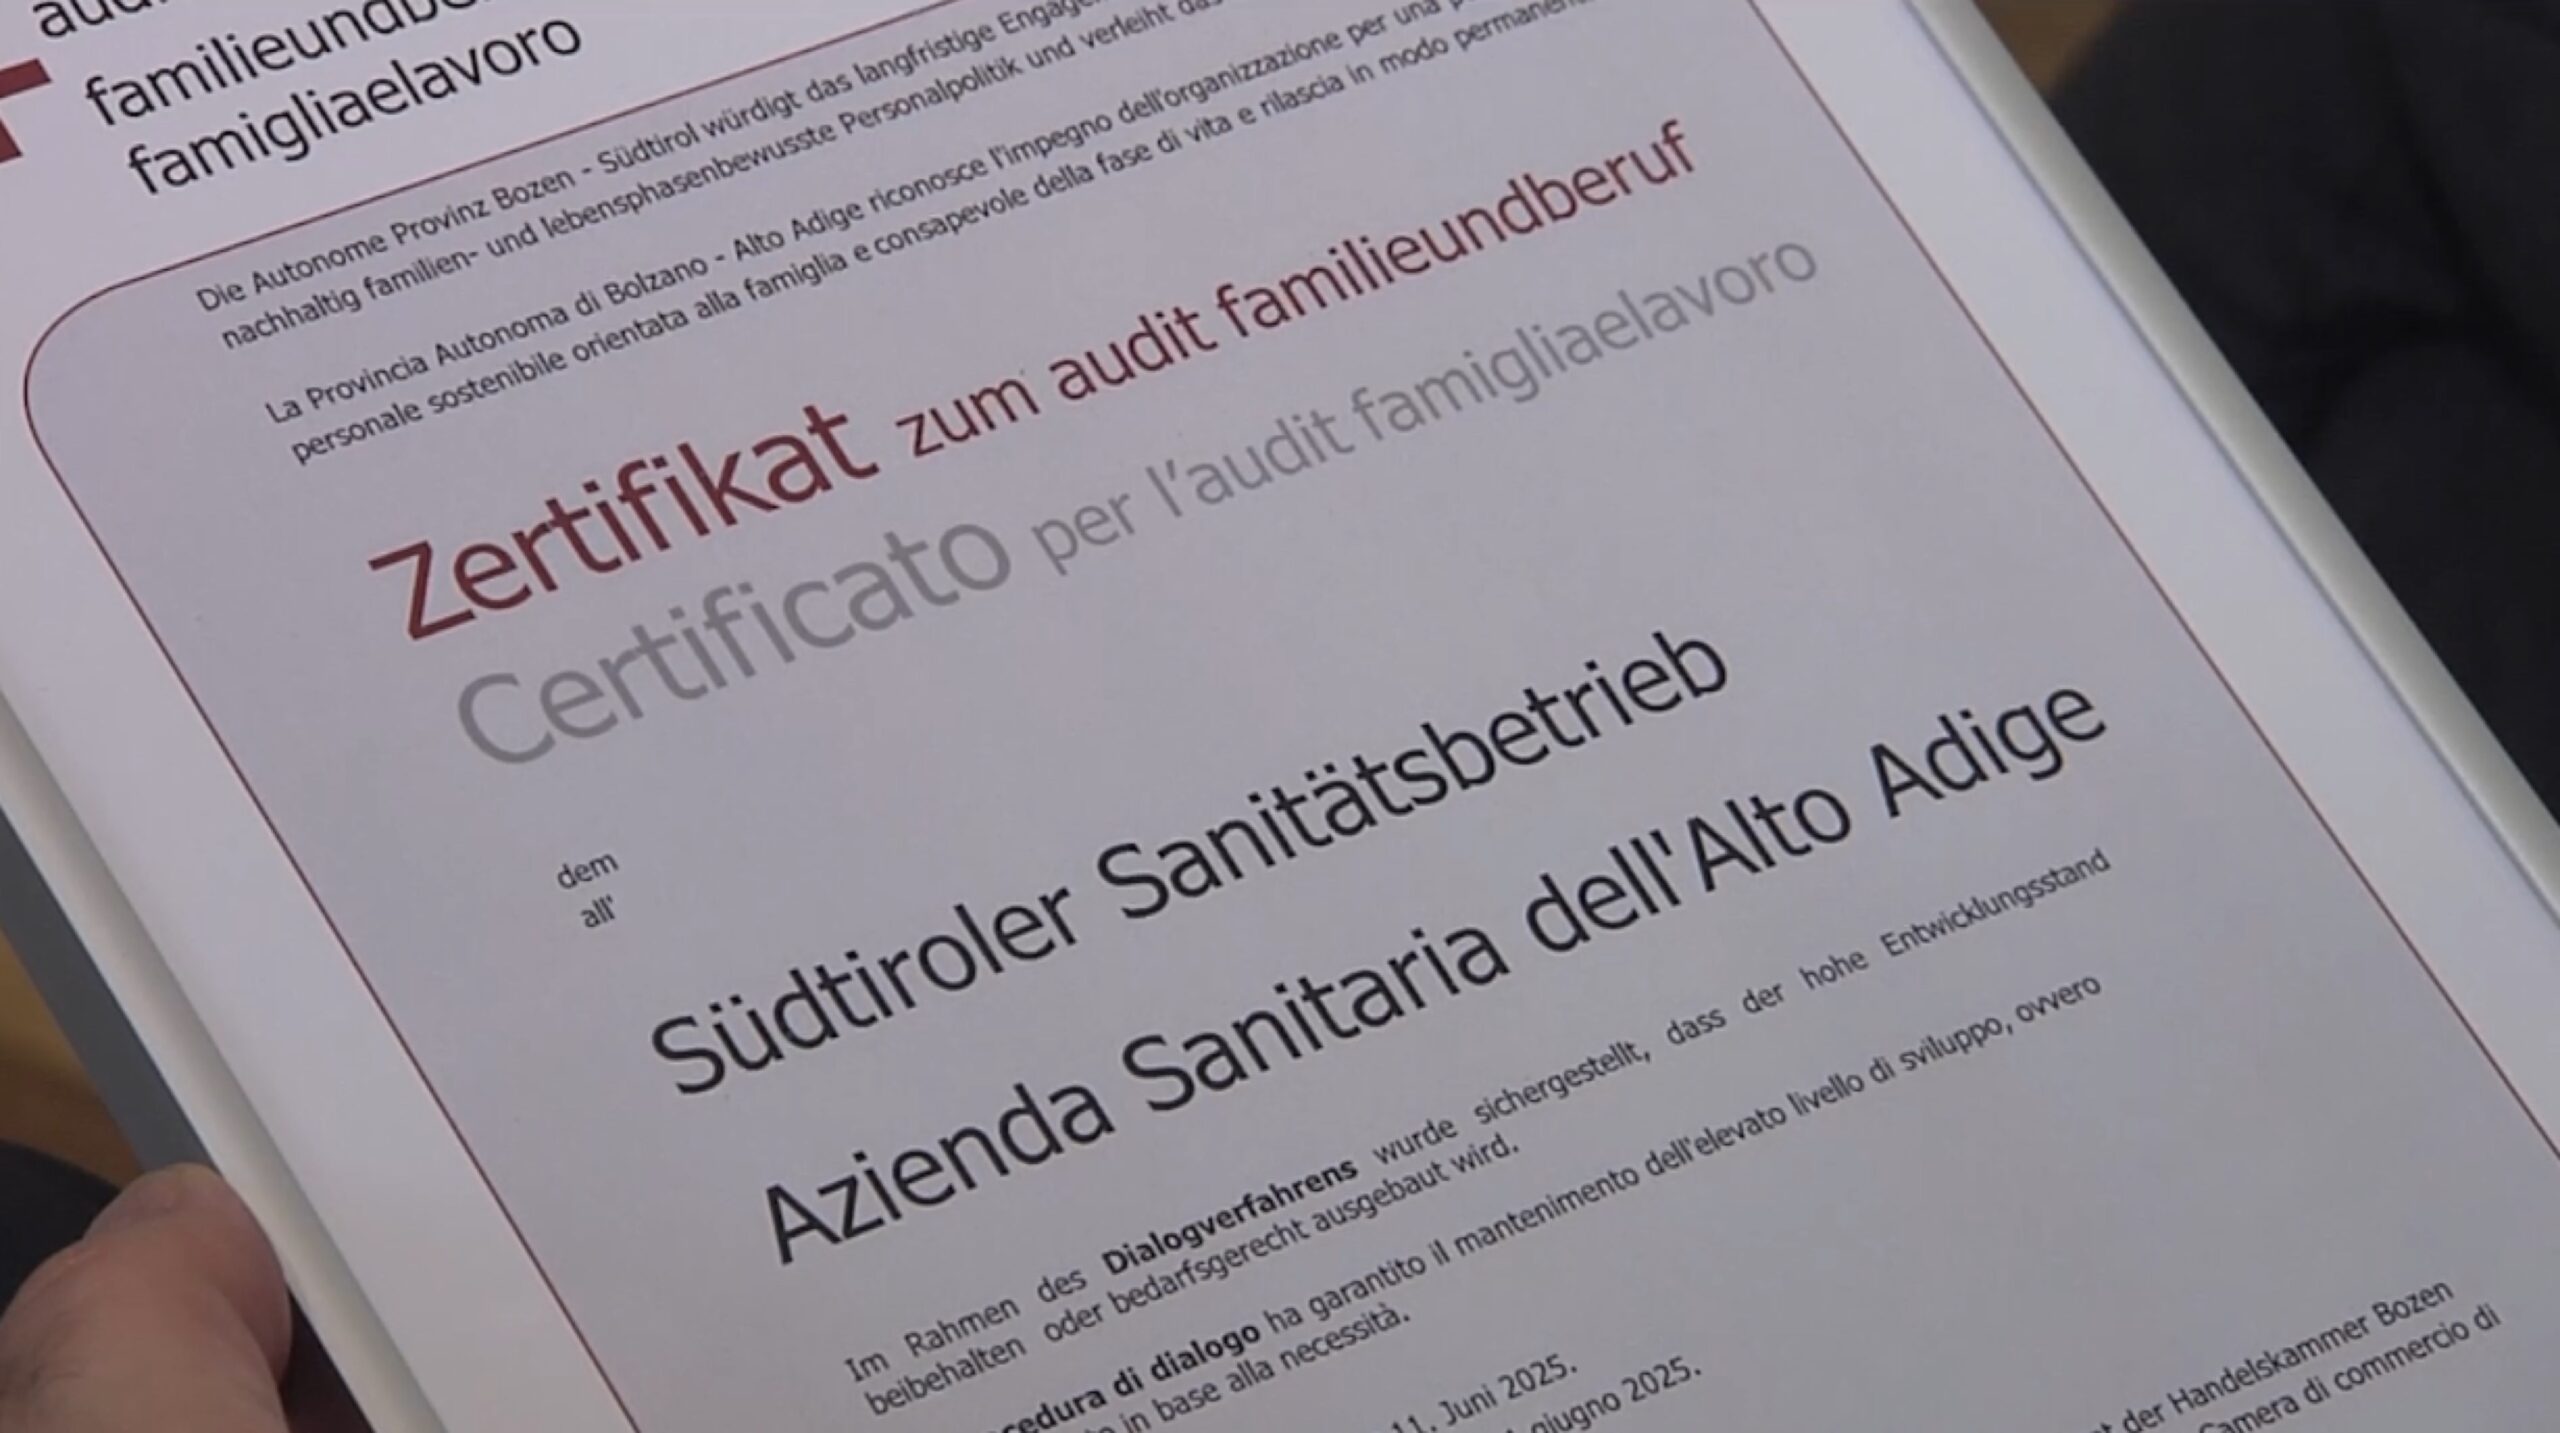 familieundbe
famigliaelavoro
Die Autonome Provinz Bozen - Südtirol würdigt das langfristige
nachhaltig familien- und lebensphasenbewusste Personalpolitik und verleiht
La Provincia Autonoma di Bolzano - Alto Adige riconosce l'impegno dell'organizzazione per una
personale sostenibile orientata alla famiglia e consapevole della fase di vita e rilascia in modo
Zertifikat zum audit familieundberuf
Certificato per l'audit famigliaelavoro
dem
all'
Südtiroler Sanitätsbetrieb
Azienda Sanitaria dell'Alto Adige
Im Rahmen des Dialogverfahrens wurde sichergestellt, dass der hohe Entwicklungsstand
beibehalten oder bedarfsgerecht ausgebaut wird.
cedura di dialogo ha garantito il mantenimento dell'elevato livello di sviluppo, ovvero
in base alla necessità.
11. Juni 2025.
giugno 2025.
der Handelskammer Bozen
Camera di commercio di